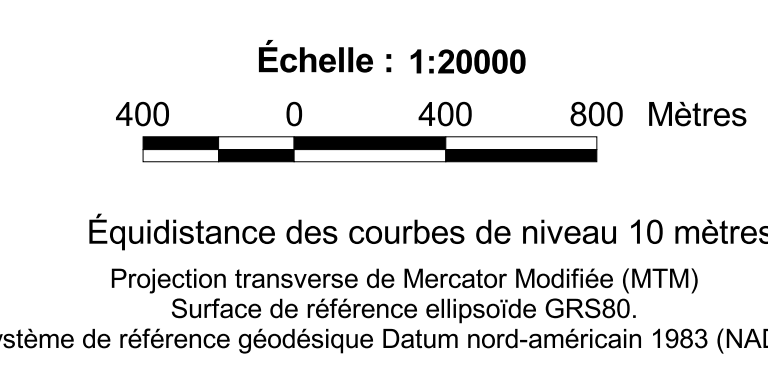 Échelle : 1:20000
400 0 400 800 Mètres
Équidistance des courbes de niveau 10 mètres
Projection transverse de Mercator Modifiée (MTM)
Surface de référence ellipsoïde GRS80.
ystème de référence géodésique Datum nord-américain 1983 (NAD